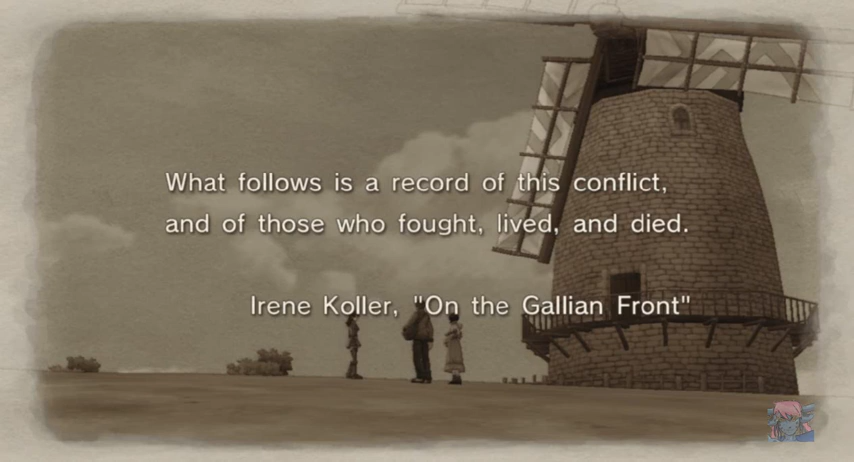 What follows is a record of this conflict,
and of those who fought, lived, and died.
Irene Koller, "On the Gallian Front"